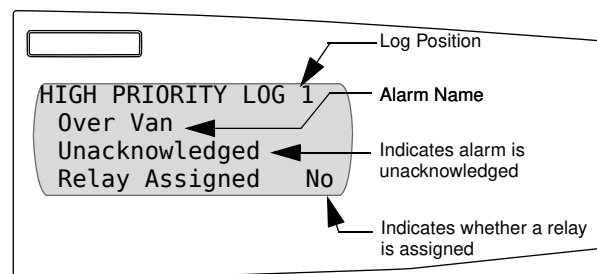 Log Position
HIGH PRIORITY LOG 1
Alarm Name
Over Van
Unacknowledged
Indicates alarm is
unacknowledged
Relay Assigned No
Indicates whether a relay
is assigned